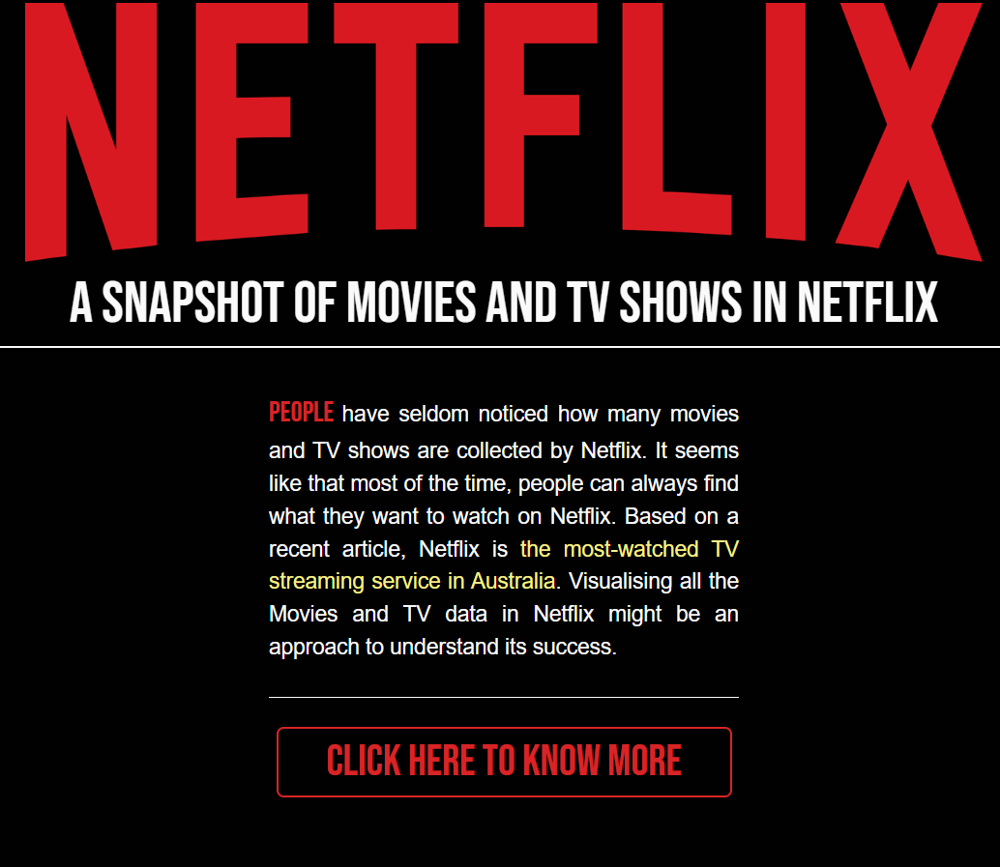 NETFLIX
A SNAPSHOT OF MOVIES AND TV SHOWS IN NETFLIX
PEOPLE have seldom noticed how many movies
and TV shows are collected by Netflix. It seems
like that most of the time, people can always find
what they want to watch on Netflix. Based on a
recent article, Netflix is the most-watched TV
streaming service in Australia. Visualising all the
Movies and TV data in Netflix might be an
approach to understand its success.
CLICK HERE TO KNOW MORE